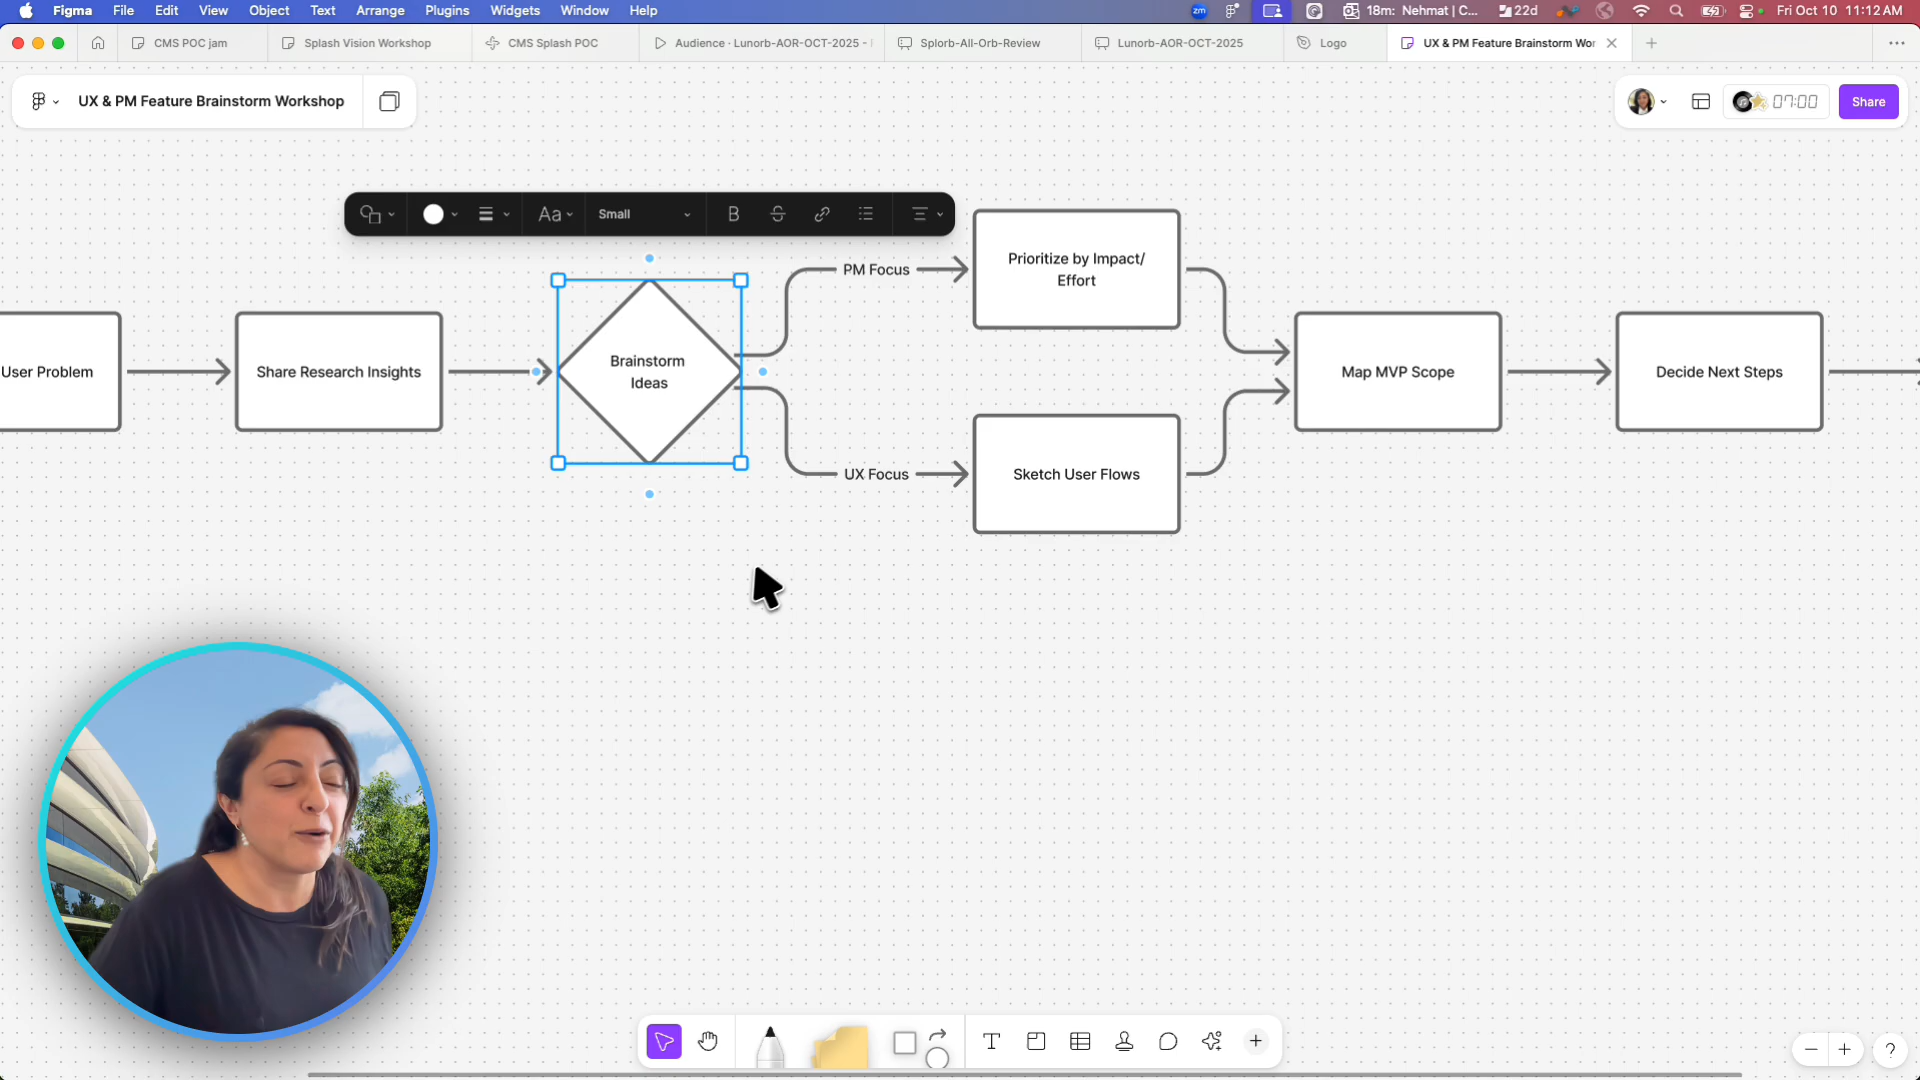 Figma File Edit View Object Text Arrange Plugins Widgets Window Help
zm 18m: Nehmat | C... 22d Fri Oct 10 11:12 AM
CMS POC jam
Splash Vision Workshop
CMS Splash POC
Audience · Lunorb-AOR-OCT-2025 -
Splorb-All-Orb-Review
Lunorb-AOR-OCT-2025
Logo
UX & PM Feature Brainstorm Wor
UX & PM Feature Brainstorm Workshop
07:00
Share
Aa
Small
B
S
PM Focus
Prioritize by Impact/
Effort
User Problem
Share Research Insights
Brainstorm
Ideas
Map MVP Scope
Decide Next Steps
UX Focus
Sketch User Flows
T
?